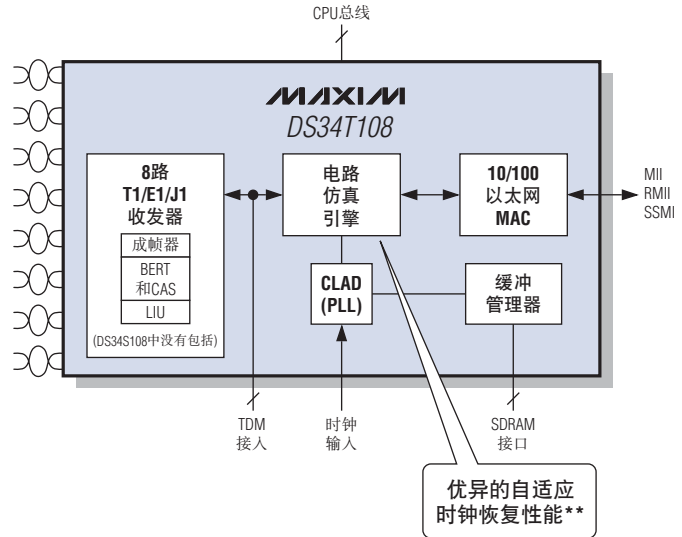 CPU总线
MAXIM
DS34T108
8路
T1/E1/J1
收发器
成帧器
BERT
和CAS
LIU
(DS34S108中没有包括)
电路
仿真
引擎
10/100
以太网
MAC
MII
RMII
SSMI
CLAD
(PLL)
缓冲
管理器
TDM
接入
时钟
输入
SDRAM
接口
优异的自适应
时钟恢复性能**